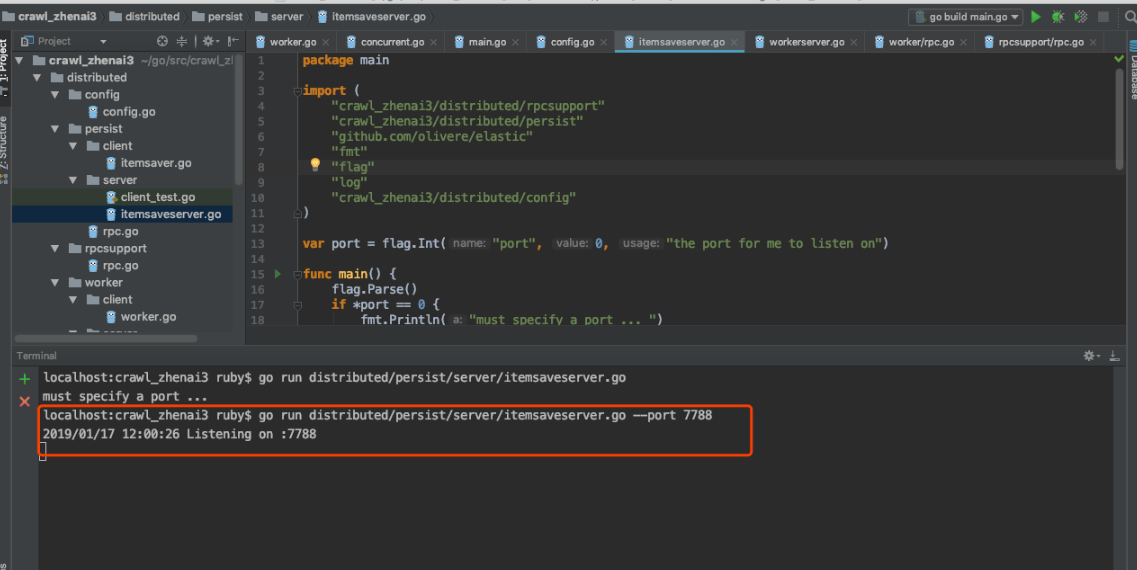 crawl_zhenai3 distributed persist server itemsaveserver.go go build main.go
Project worker.go concurrent.go main.go config.go itemsaveserver.go workerserver.go worker/rpc.go rpcsupport/rpc.go
1: Project
Z: Structure
Database
crawl_zhenai3 ~/go/src/crawl_zl
distributed
config
config.go
persist
client
itemsaver.go
server
client_test.go
itemsaveserver.go
rpc.go
rpcsupport
rpc.go
worker
client
worker.go
1 package main
2
3 import (
4 "crawl_zhenai3/distributed/rpcsupport"
5 "crawl_zhenai3/distributed/persist"
6 "github.com/olivere/elastic"
7 "fmt"
8 "flag"
9 "log"
10 "crawl_zhenai3/distributed/config"
11 )
12
13 var port = flag.Int( name: "port", value: 0, usage: "the port for me to listen on")
14
15 func main() {
16 flag.Parse()
17 if *port == 0 {
18 fmt.Println( a: "must specify a port ... ")
Terminal
localhost:crawl_zhenai3 ruby$ go run distributed/persist/server/itemsaveserver.go
must specify a port ...
localhost:crawl_zhenai3 ruby$ go run distributed/persist/server/itemsaveserver.go --port 7788
2019/01/17 12:00:26 Listening on :7788